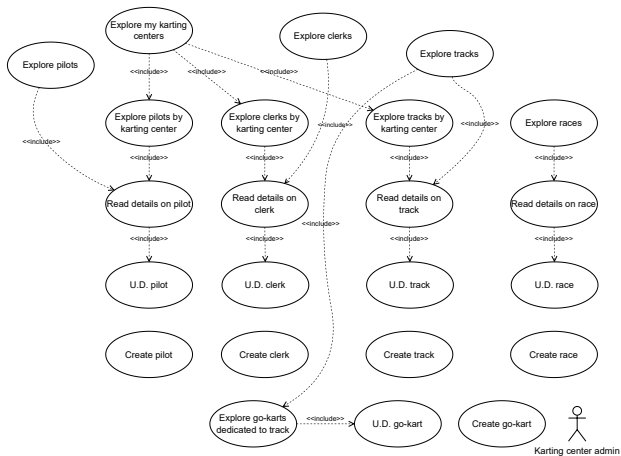 Explore my karting
centers
Explore clerks
Explore tracks
Explore pilots
<<include>>
<<include>>
<<include>>
Explore pilots by
karting center
Explore clerks by
karting center
Explore tracks by
karting center
Explore races
<<include>>
<<include>>
<<include>>
<<include>>
<<include>>
<<include>>
<<include>>
<<include>>
Read details on pilot
Read details on
clerk
Read details on
track
Read details on race
<<include>>
<<include>>
<<include>>
<<include>>
<<include>>
U.D. pilot
U.D. clerk
U.D. track
U.D. race
Create pilot
Create clerk
Create track
Create race
Explore go-karts
dedicated to track
<<include>>
U.D. go-kart
Create go-kart
Karting center admin